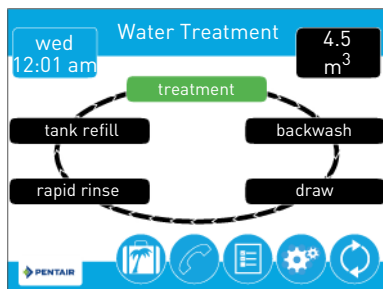 wed
12:01 am
Water Treatment
4.5
m³
treatment
tank refill
backwash
rapid rinse
draw
PENTAIR